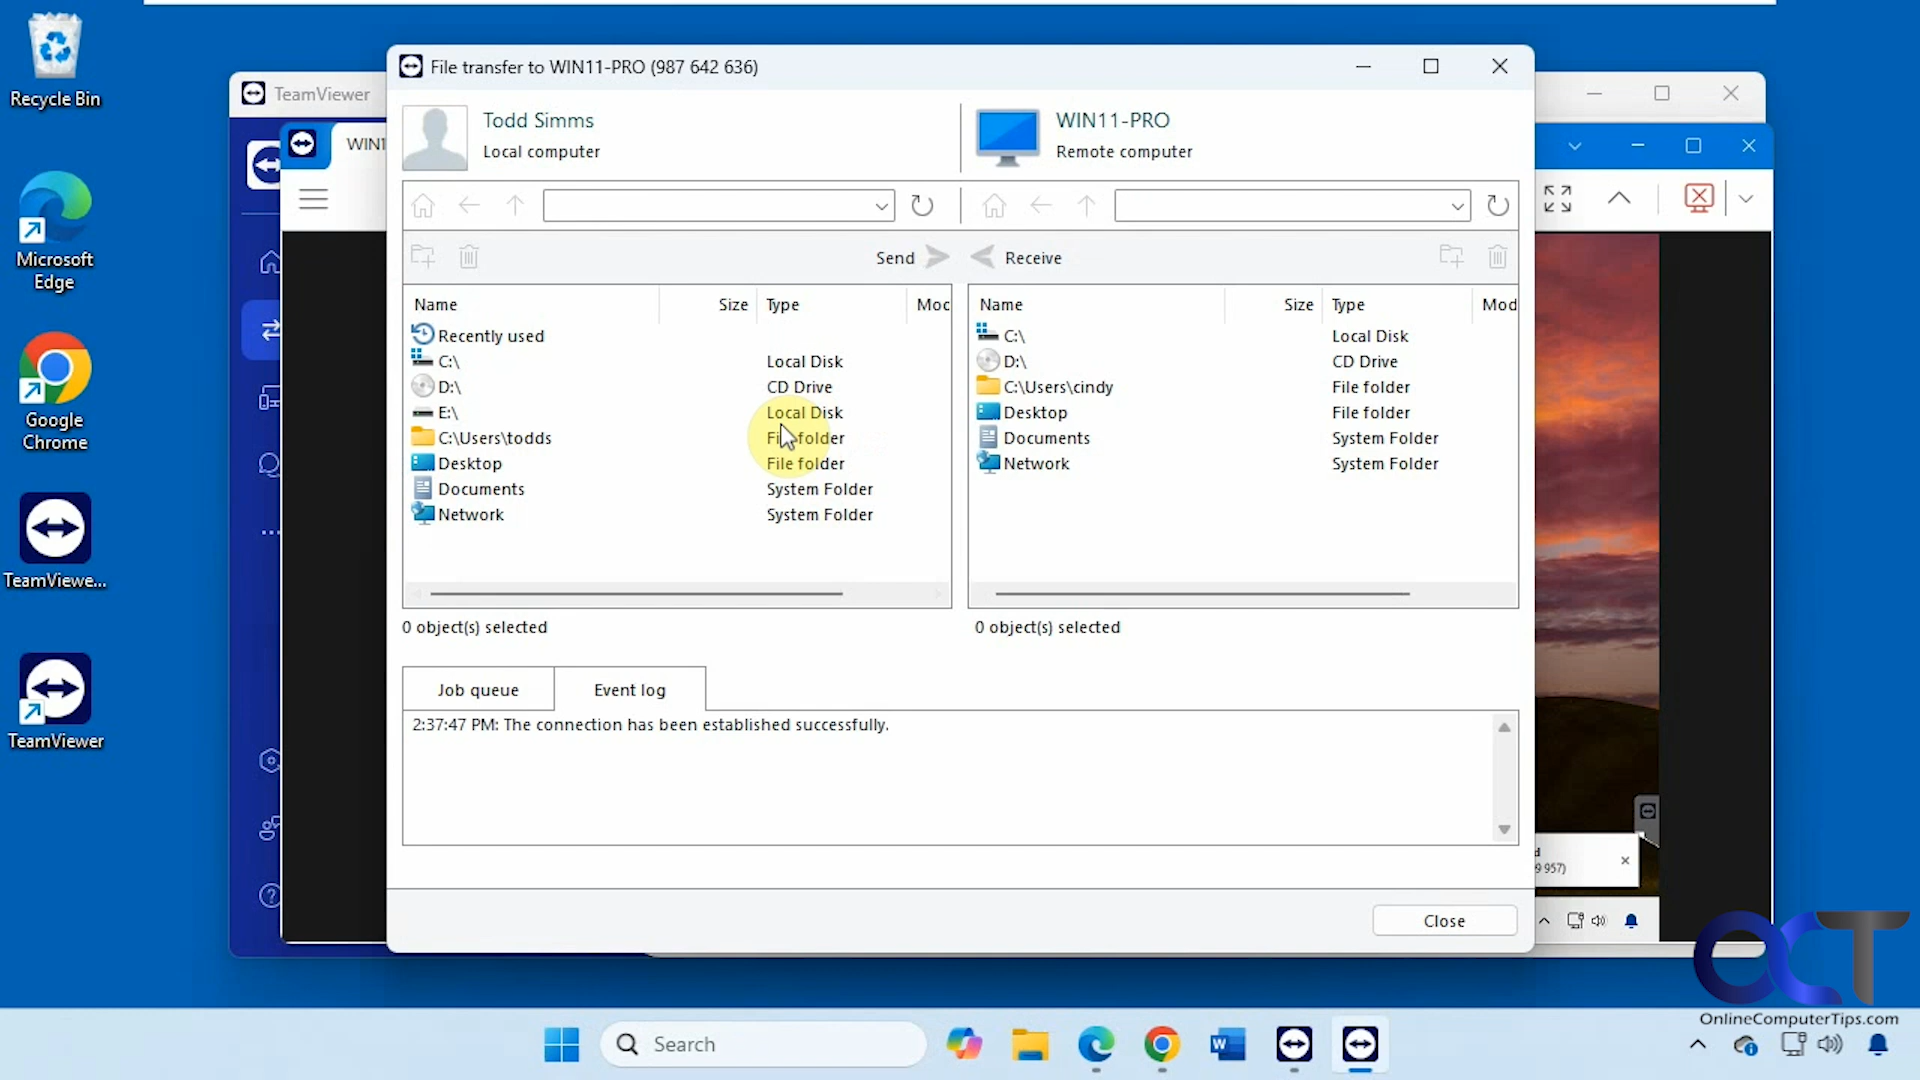 Recycle Bin
Microsoft
Edge
Google
Chrome
TeamViewe...
TeamViewer
TeamViewer
WIN1
File transfer to WIN11-PRO (987 642 636)
Todd Simms
Local computer
WIN11-PRO
Remote computer
Send
Receive
Name Size Type Mod
Recently used
C:\ Local Disk
D:\ CD Drive
E:\ Local Disk
C:\Users\todds File folder
Desktop File folder
Documents System Folder
Network System Folder
Name Size Type Mod
C:\ Local Disk
D:\ CD Drive
C:\Users\cindy File folder
Desktop File folder
Documents System Folder
Network System Folder
0 object(s) selected
0 object(s) selected
Job queue
Event log
2:37:47 PM: The connection has been established successfully.
Close
d
9 957)
OCT
OnlineComputerTips.com
Search